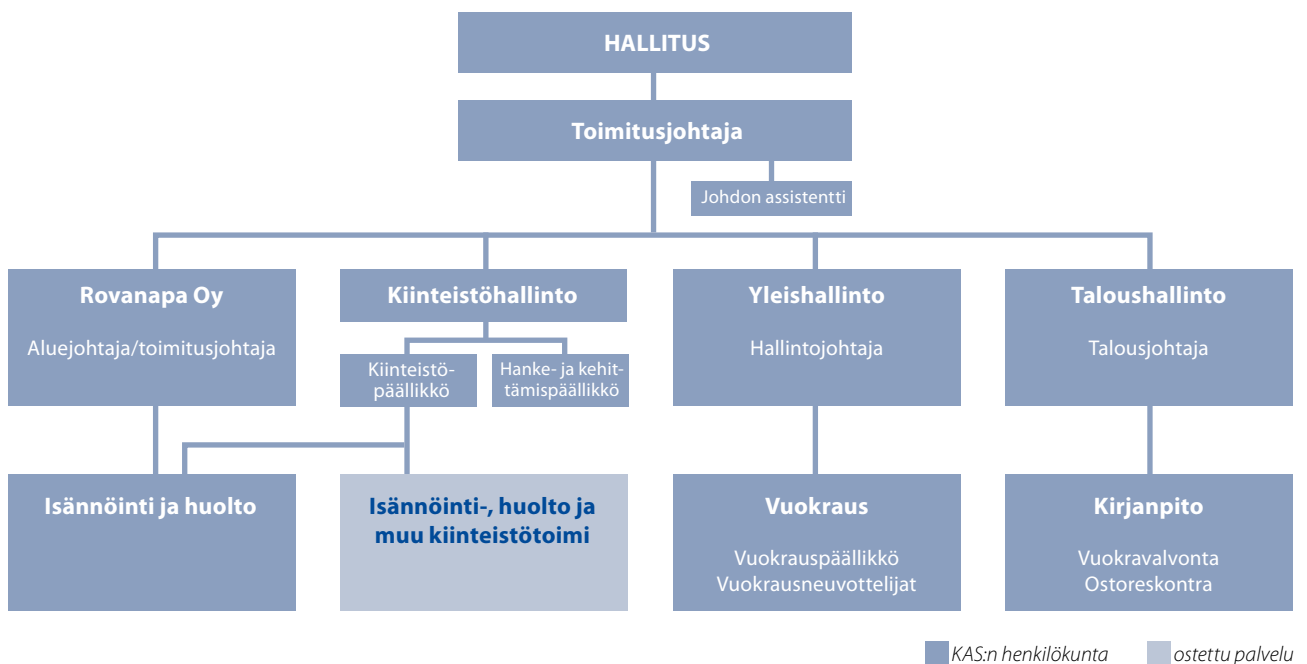 HALLITUS
Toimitusjohtaja
Johdon assistentti
Rovanapa Oy
Aluejohtaja/toimitusjohtaja
Kiinteistöhallinto
Kiinteistö-
päällikkö
Hanke- ja kehit-
tämispäällikkö
Yleishallinto
Hallintojohtaja
Taloushallinto
Talousjohtaja
Isännöinti ja huolto
Isännöinti-, huolto ja
muu kiinteistötoimi
Vuokraus
Vuokrauspäällikkö
Vuokrausneuvottelijat
Kirjanpito
Vuokravalvonta
Ostoreskontra
KAS:n henkilökunta
ostettu palvelu